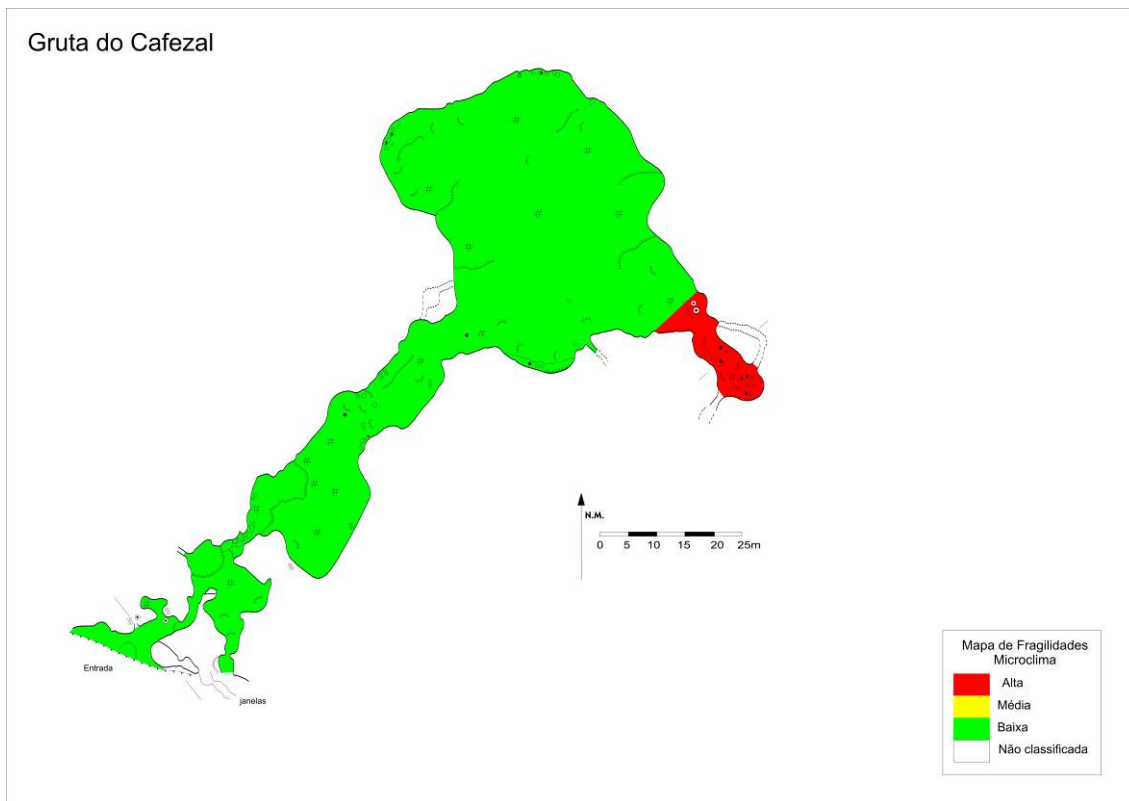 Gruta do Cafezal
N.M.
0 5 10 15 20 25m
Entrada
janelas
Mapa de Fragilidades
Microclima
Alta
Média
Baixa
Não classificada